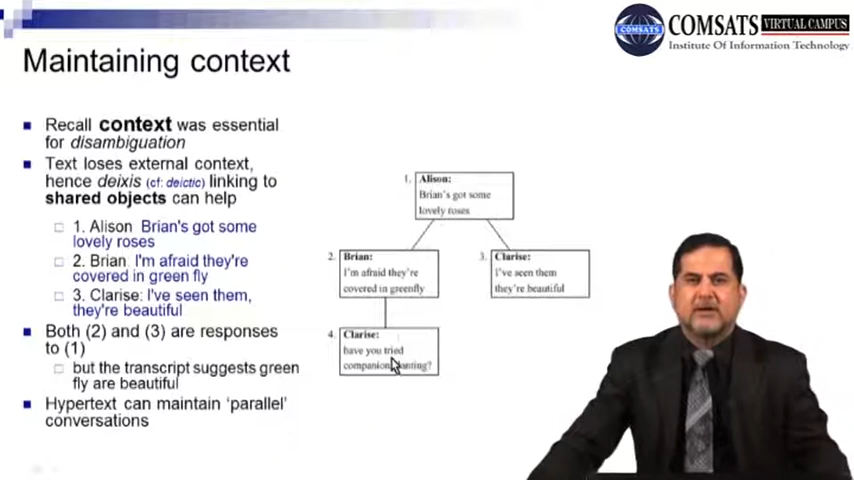 COMSATS VIRTUAL CAMPUS
Institute Of Information Technology
COMSATS
Maintaining context
Recall context was essential
for disambiguation
Text loses external context,
hence deixis (cf: deictic) linking to
shared objects can help
1. Alison Brian's got some
lovely roses
2. Brian I'm afraid they're
covered in green fly
3. Clarise: I've seen them,
they're beautiful
Both (2) and (3) are responses
to (1)
but the transcript suggests green
fly are beautiful
Hypertext can maintain 'parallel'
conversations
1. Alison:
Brian's got some
lovely roses
2. Brian:
I'm afraid they're
covered in greenfly
3. Clarise:
I've seen them
they're beautiful
4. Clarise:
have you tried
companion planting?